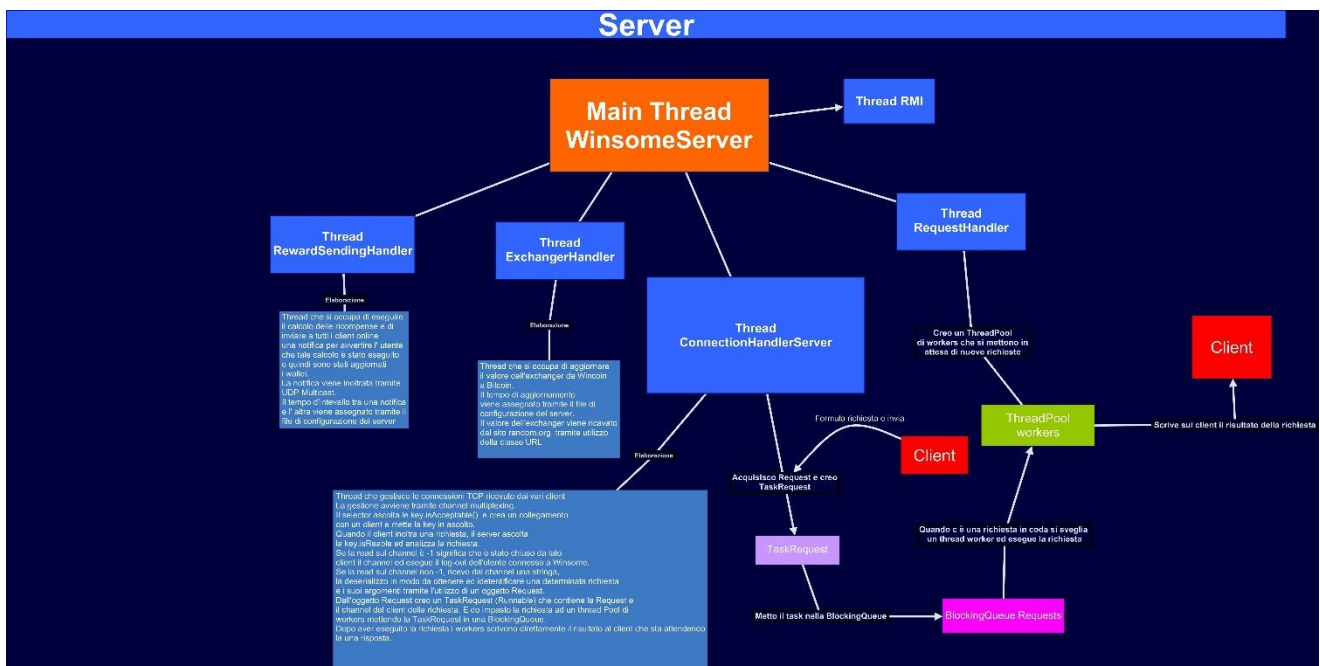 Server
Main Thread
WinsomeServer
Thread RMI
Thread
RewardSendingHandler
Thread
ExchangerHandler
Thread
RequestHandler
Thread
ConnectionHandlerServer
Elaborazione
Thread che si occupa di eseguire
il calcolo delle ricompense e di
inviare a tutti i client online
una notifica per avvertire l' utente
che tale calcolo è stato eseguito
e quindi sono stati aggiornati
i wallet.
La notifica viene inoltrata tramite
UDP Multicast.
Il tempo d'intevallo tra una notifica
e l' altra viene assegnato tramite il
file di configurazione del server
Elaborazione
Thread che si occupa di aggiornare
il valore dell'exchanger da Wincoin
a Bitcoin.
Il tempo di aggiornamento
viene assegnato tramite il file di
configurazione del server.
Il valore dell'exchanger viene ricavato
dal sito random.org tramite utilizzo
della classe URL
Elaborazione
Thread che gestisce le connessioni TCP ricevute dai vari client
La gestione avviene tramite channel multiplexing.
Il selector ascolta le key.isAcceptable() e crea un collegamento
con un client e mette la key in ascolto.
Quando il client inoltra una richiesta, il server ascolta
la key.isReable ed analizza la richiesta.
Se la read sul channel è -1 significa che è stato chiuso da lato
client il channel ed esegue il log-out dell'utente connesso a Winsome.
Se la read sul channel non -1, ricevo dal channel una stringa,
la deserializzo in modo da ottenere ed idetentificare una determinata richiesta
e i suoi argomenti tramite l'utilizzo di un oggetto Request.
Dall'oggetto Request creo un TaskRequest (Runnable) che contiene la Request e
il channel del client della richiesta. E do impasto la richiesta ad un thread Pool di
workers mettendo la TaskRequest in una BlockingQueue.
Dopo aver eseguito la richiesta i workers scrivono direttamente il risultato al client che sta attendendo
la una risposta.
Formula richiesta e invia
Client
Acquisisco Request e creo
TaskRequest
TaskRequest
Metto il task nella BlockingQueue
BlockingQueue Requests
Quando c è una richiesta in coda si sveglia
un thread worker ed esegue la richiesta
Creo un ThreadPool
di workers che si mettono in
attesa di nuove richieste
ThreadPool
workers
Scrive sul client il risultato della richiesta
Client